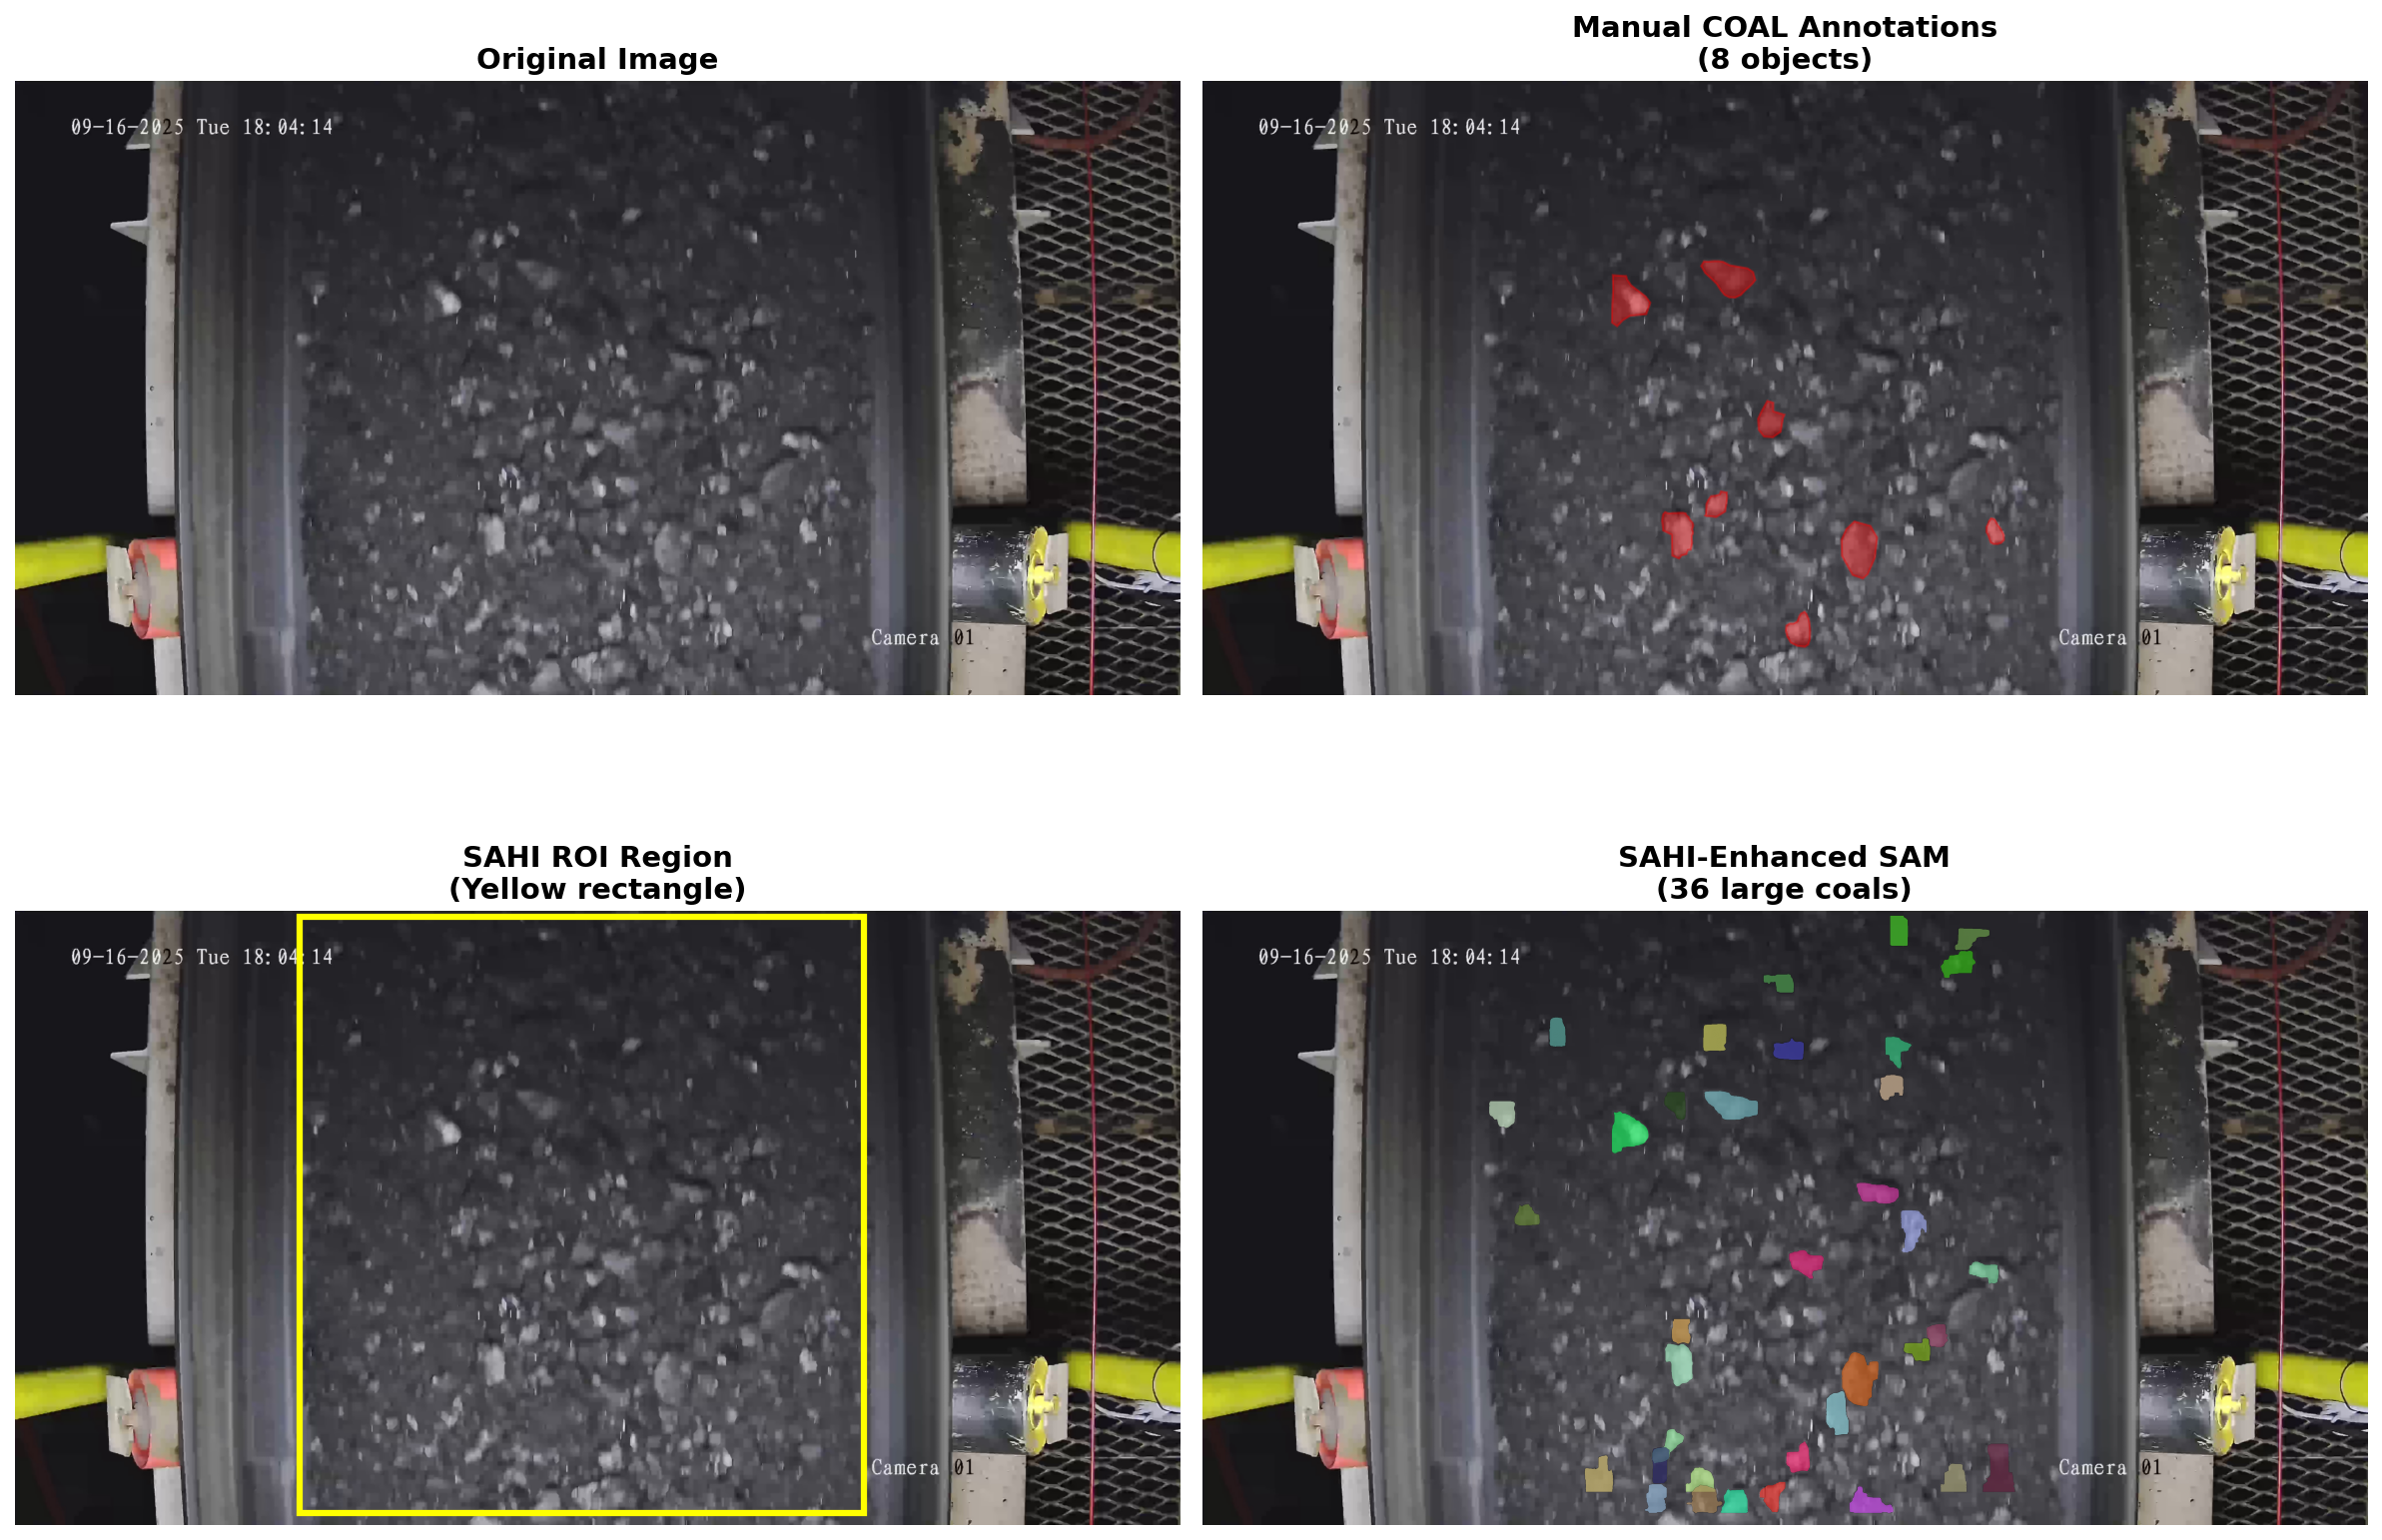 Original Image
Manual COAL Annotations
(8 objects)
09-16-2025 Tue 18:04:14
Camera 01
09-16-2025 Tue 18:04:14
Camera 01
SAHI ROI Region
(Yellow rectangle)
SAHI-Enhanced SAM
(36 large coals)
09-16-2025 Tue 18:04:14
Camera 01
09-16-2025 Tue 18:04:14
Camera 01